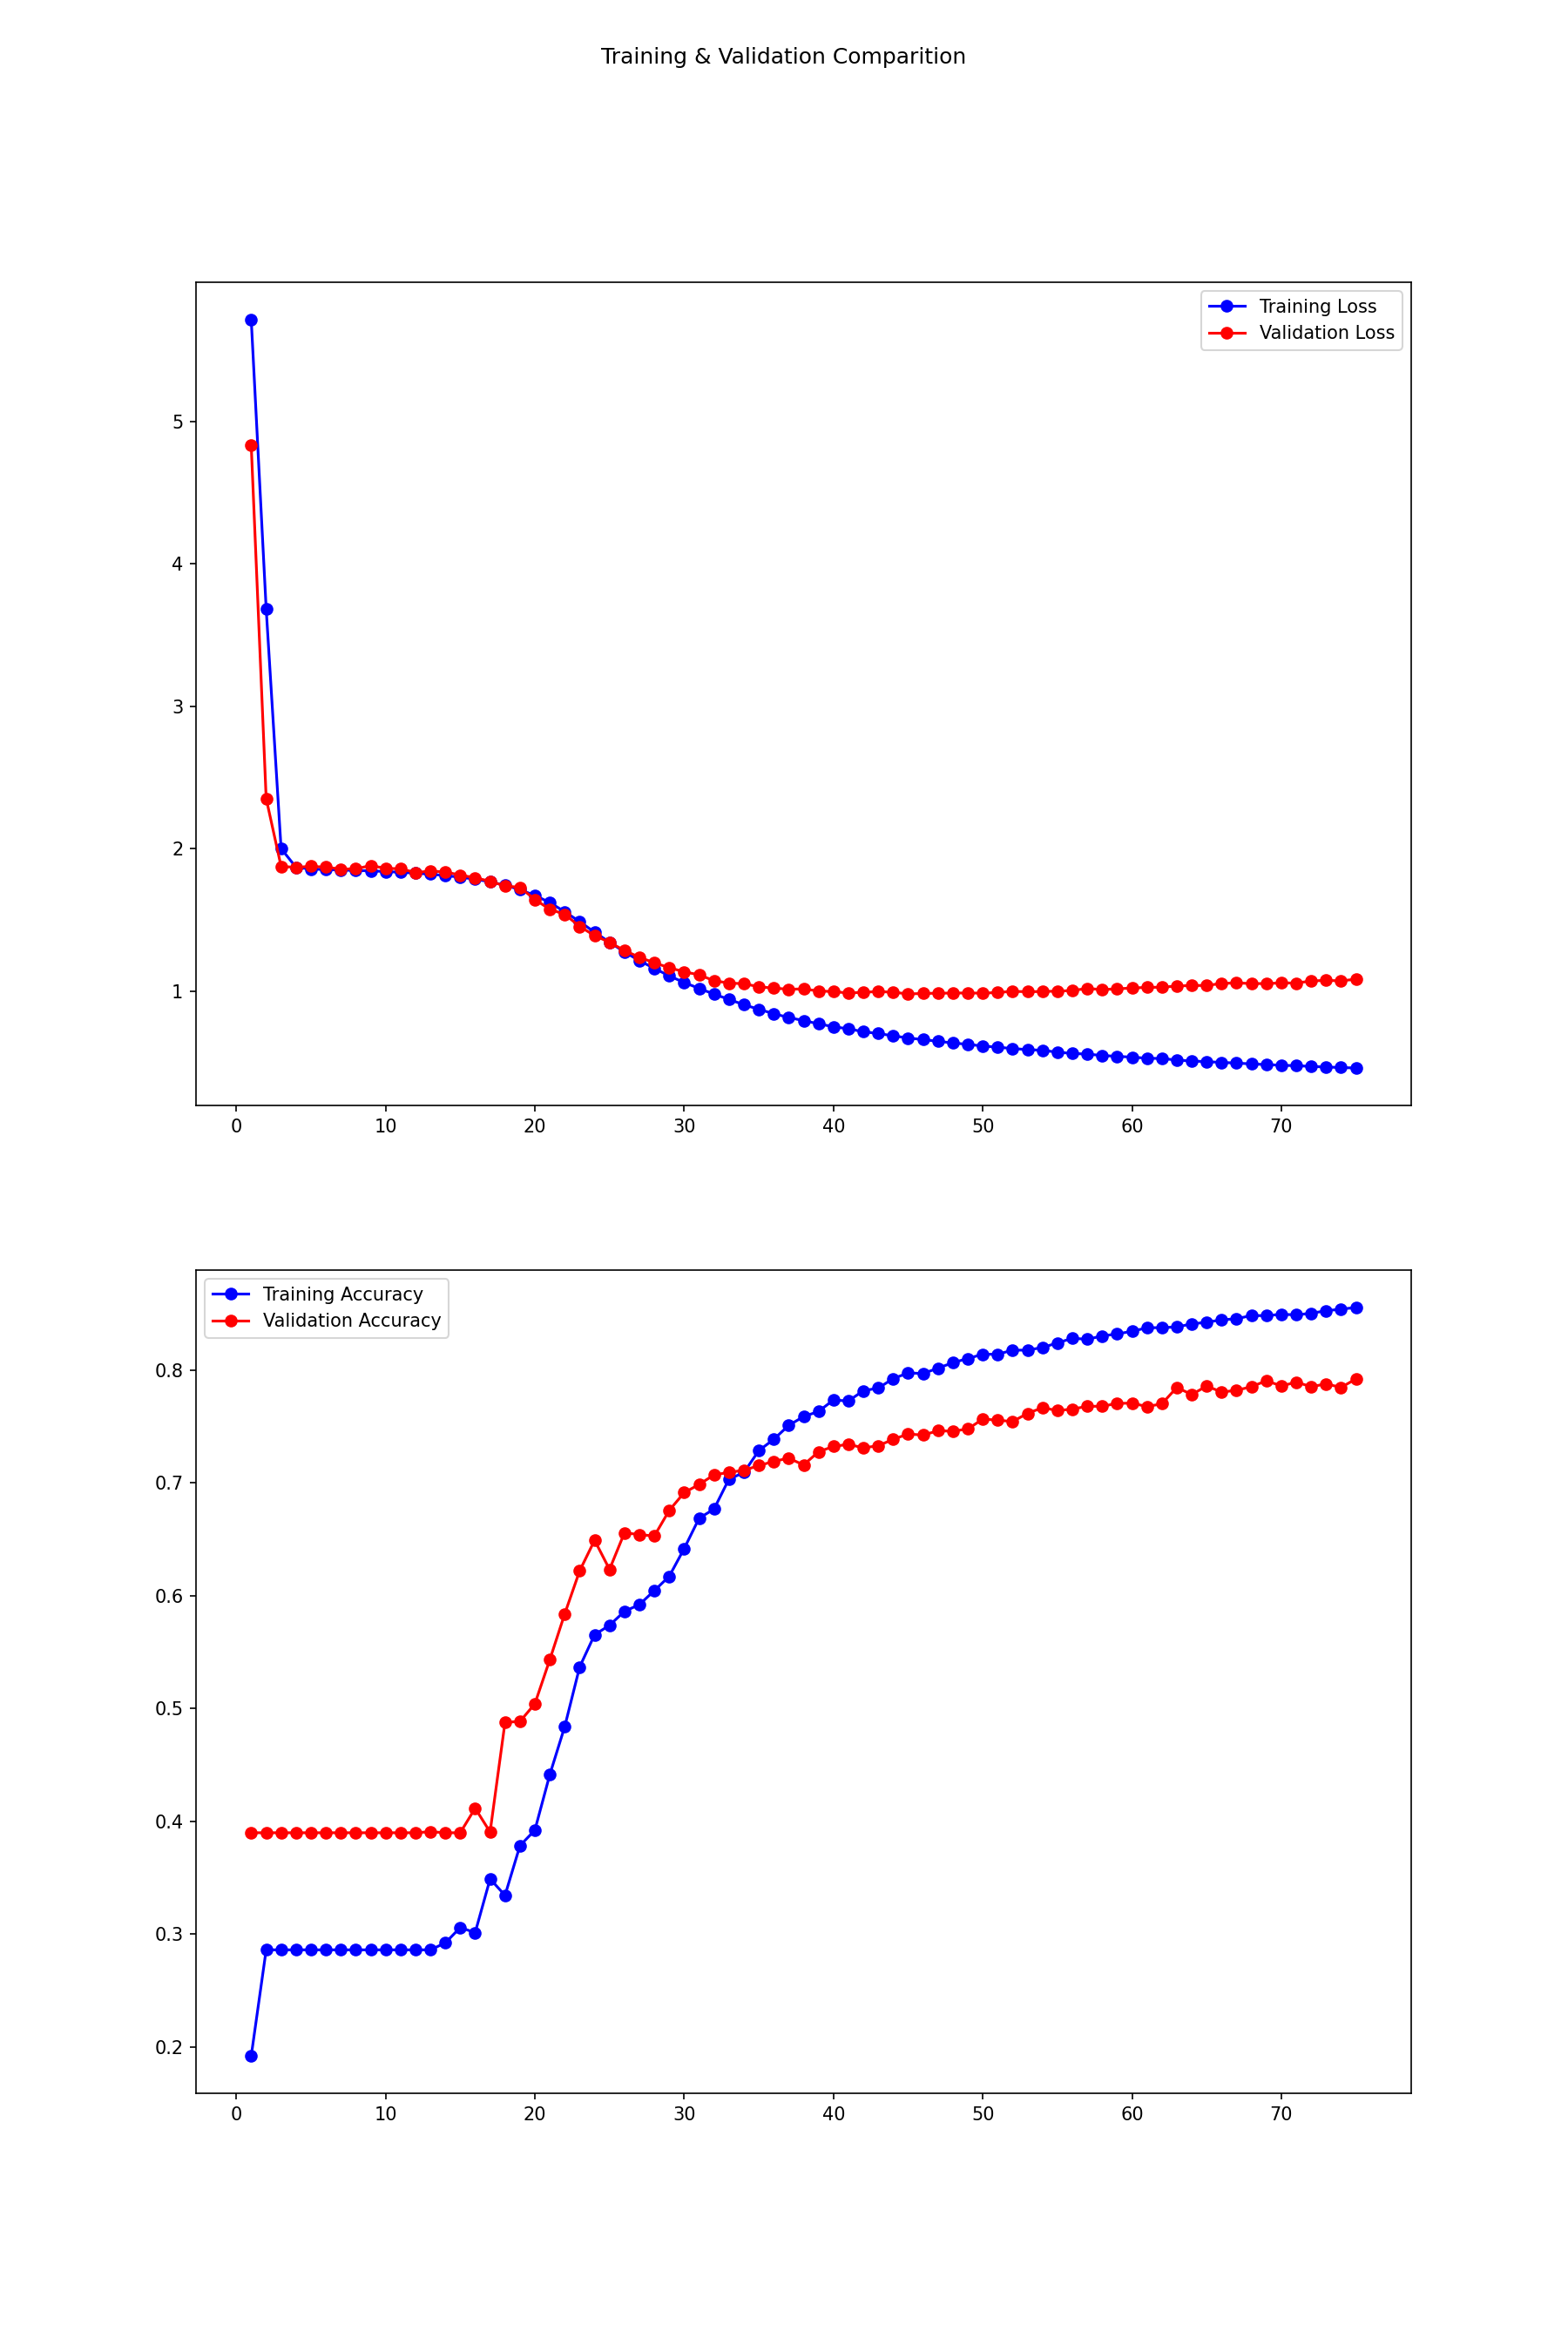 Training & Validation Comparition
Training Loss
Validation Loss
5
4
3
2
1
0 10 20 30 40 50 60 70
Training Accuracy
Validation Accuracy
0.8
0.7
0.6
0.5
0.4
0.3
0.2
0 10 20 30 40 50 60 70